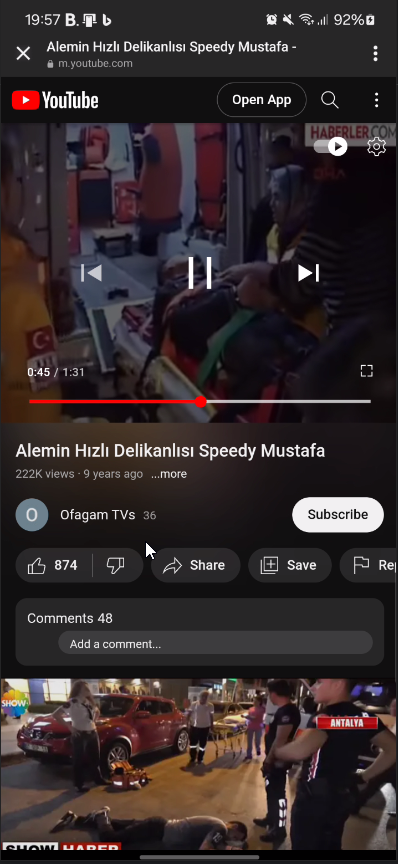 19:57 B. b 92%
Alemin Hızlı Delikanlısı Speedy Mustafa -
m.youtube.com
YouTube
Open App
HABERLER.COM
DHA
0:45 / 1:31
Alemin Hızlı Delikanlısı Speedy Mustafa
222K views · 9 years ago ...more
O Ofagam TVs 36
Subscribe
874
Share
Save
Re
Comments 48
Add a comment...
SHOW
ANTALYA
SHOW HABER